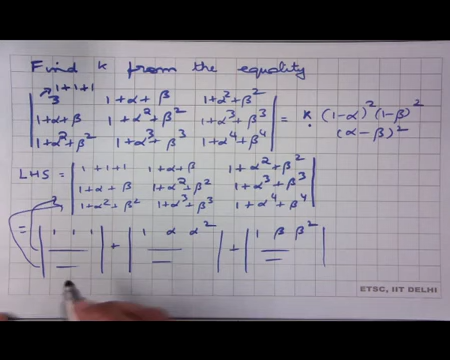 Find k from the equality
1+1+1
3 1+α+β 1+α²+β²
1+α+β 1+α²+β² 1+α³+β³ = k (1-α)² (1-β)²
1+α²+β² 1+α³+β³ 1+α⁴+β⁴ (α-β)²
LHS = 1+1+1 1+α+β 1+α²+β²
1+α+β 1+α²+β² 1+α³+β³
1+α²+β² 1+α³+β³ 1+α⁴+β⁴
= | 1 1 1 | + | 1 α α² | + | 1 β β² |
ETSC, IIT DELHI